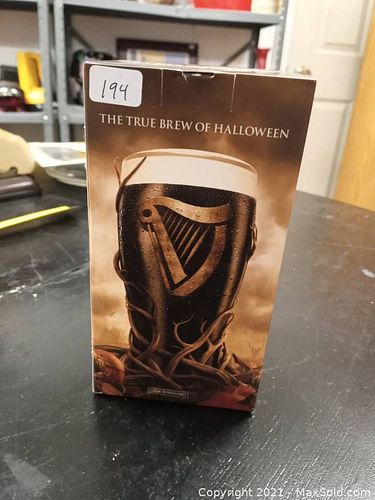 194
THE TRUE BREW OF HALLOWEEN
Copyright 2021 - MaxSold.com